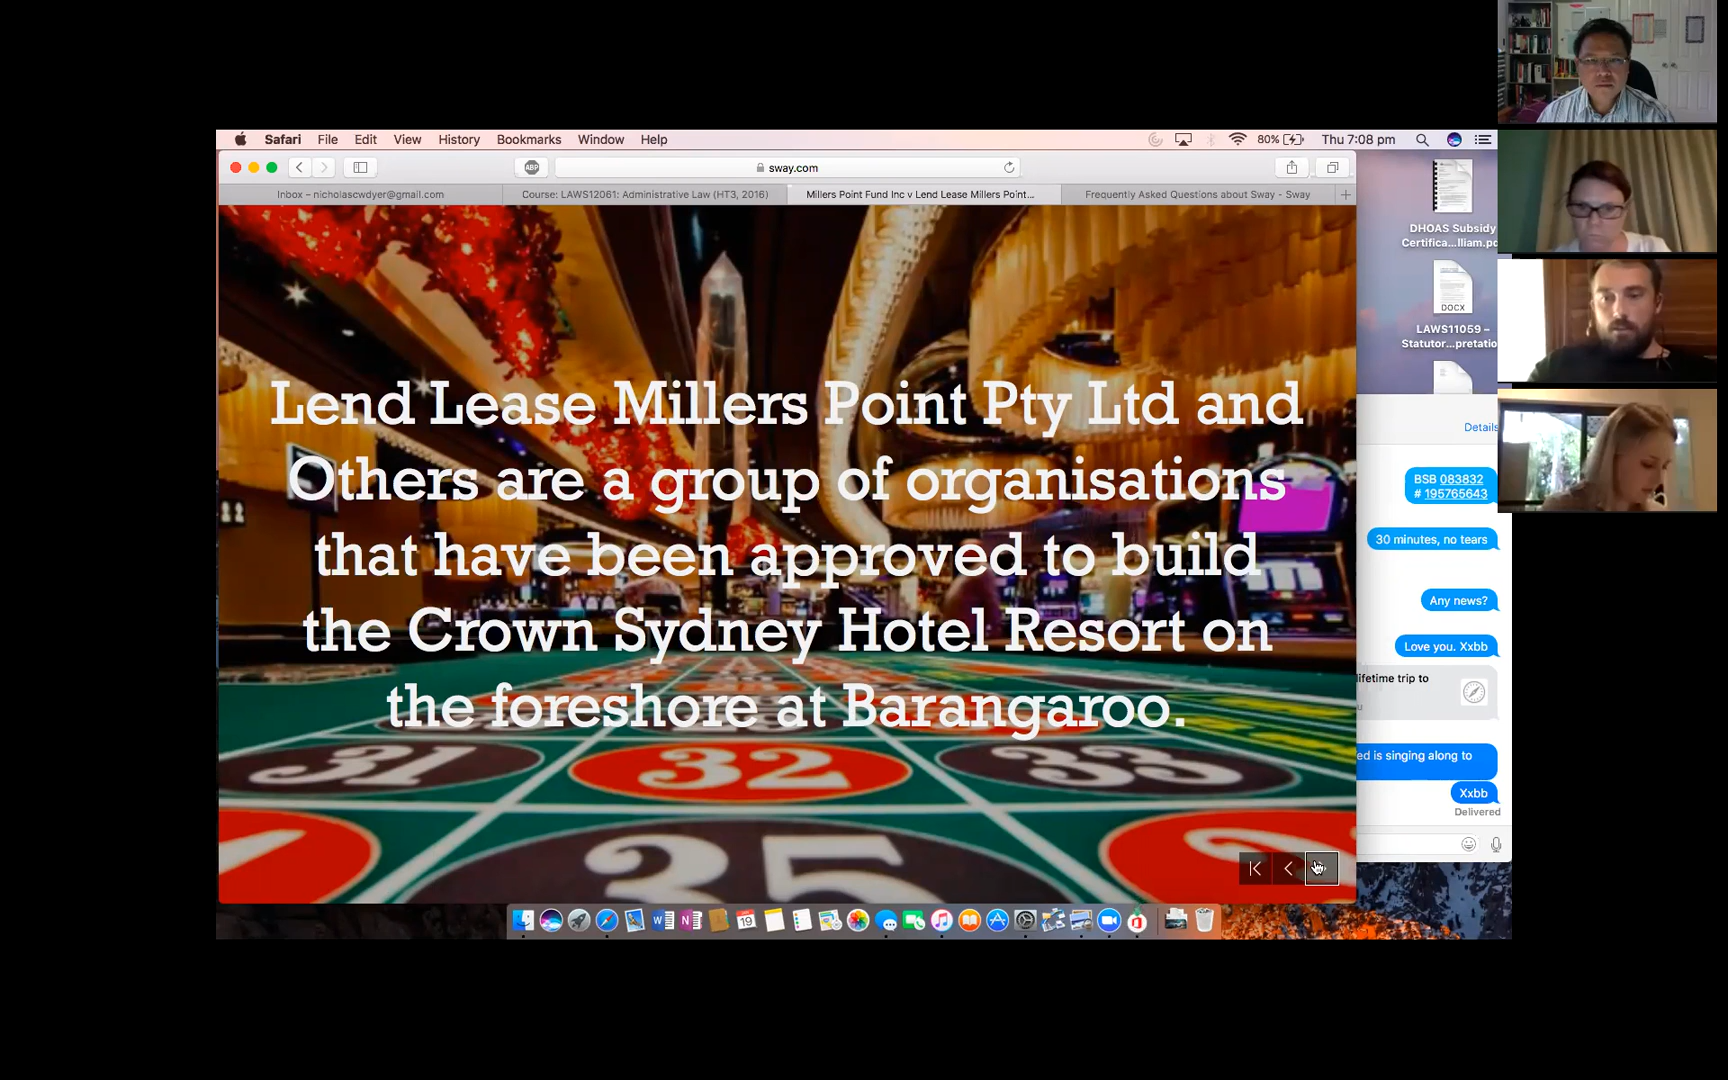 Safari File Edit View History Bookmarks Window Help 80% Thu 7:08 pm
ABP sway.com
Inbox – nicholascwdyer@gmail.com Course: LAWS12061: Administrative Law (HT3, 2016) Millers Point Fund Inc v Lend Lease Millers Point... Frequently Asked Questions about Sway - Sway
Lend Lease Millers Point Pty Ltd and
Others are a group of organisations
that have been approved to build
the Crown Sydney Hotel Resort on
the foreshore at Barangaroo.
31 32 33
35
DHOAS Subsidy
Certifica...lliam.pd
DOCX
LAWS11059 –
Statutor...pretatio
Details
BSB 083832
# 195765643
30 minutes, no tears
Any news?
Love you. Xxbb
lifetime trip to
ed is singing along to
Xxbb
Delivered
19